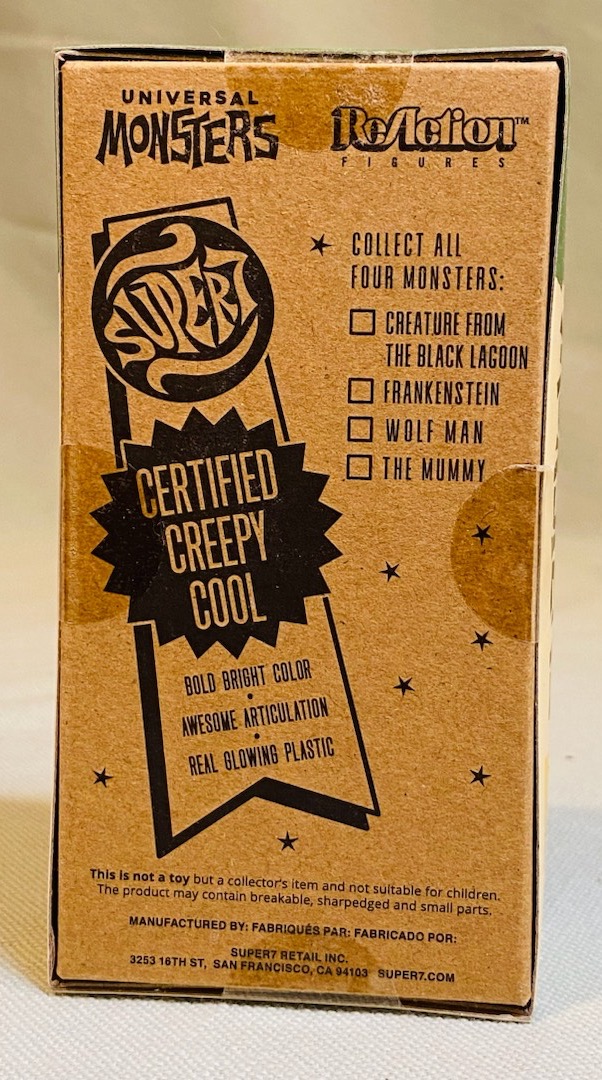 UNIVERSAL
MONSTERS
ReAction™
FIGURES
SUPER7
CERTIFIED
CREEPY
COOL
BOLD BRIGHT COLOR
•
AWESOME ARTICULATION
•
REAL GLOWING PLASTIC
COLLECT ALL
FOUR MONSTERS:
CREATURE FROM
THE BLACK LAGOON
FRANKENSTEIN
WOLF MAN
THE MUMMY
This is not a toy but a collector's item and not suitable for children.
The product may contain breakable, sharpedged and small parts.
MANUFACTURED BY: FABRIQUÉS PAR: FABRICADO POR:
SUPER7 RETAIL INC.
3253 16TH ST, SAN FRANCISCO, CA 94103 SUPER7.COM